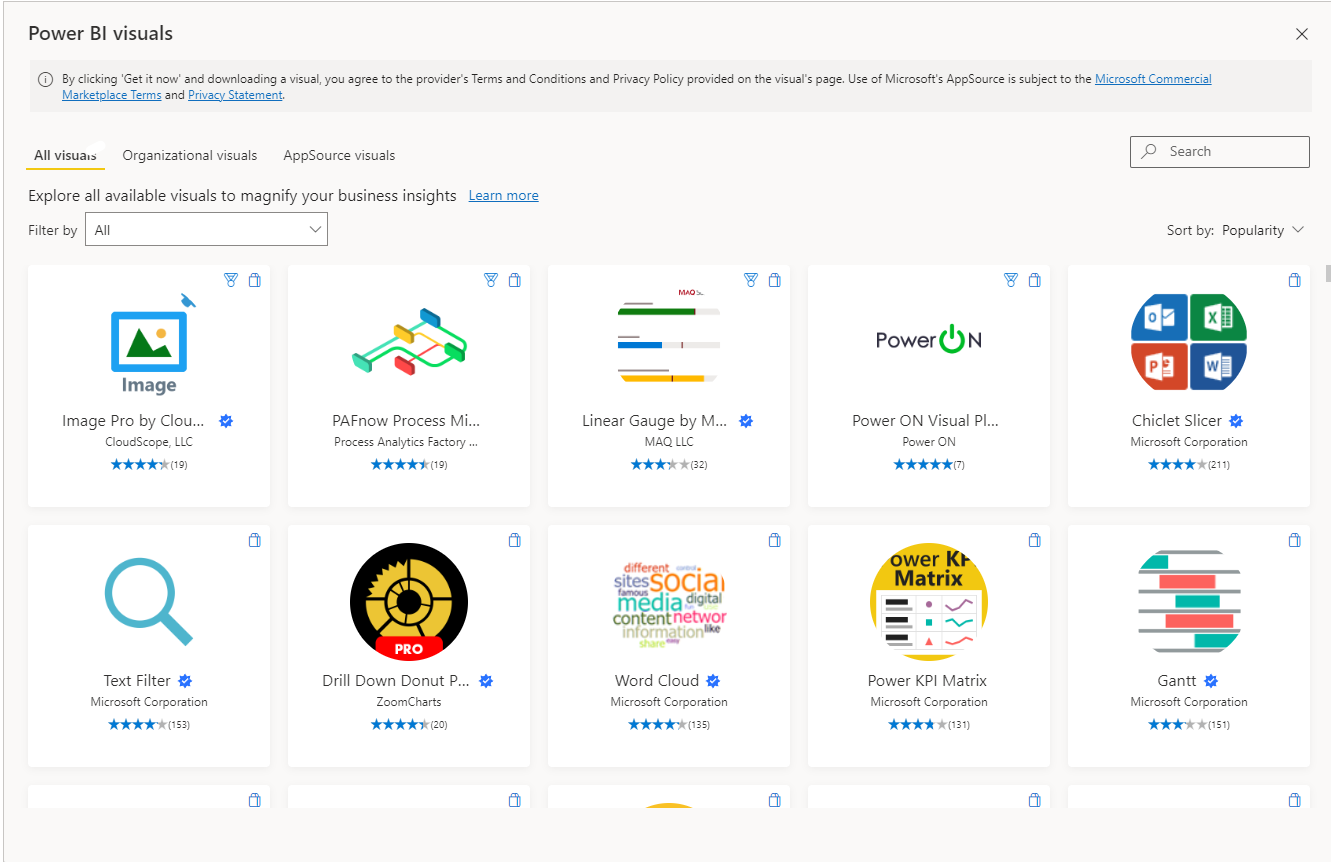 Power BI visuals
By clicking 'Get it now' and downloading a visual, you agree to the provider's Terms and Conditions and Privacy Policy provided on the visual's page. Use of Microsoft's AppSource is subject to the Microsoft Commercial
Marketplace Terms and Privacy Statement.
All visuals Organizational visuals AppSource visuals
Search
Explore all available visuals to magnify your business insights Learn more
Filter by All
Sort by: Popularity
Image
Image Pro by Clou...
CloudScope, LLC
(19)
PAFnow Process Mi...
Process Analytics Factory ...
(19)
MAQ
Linear Gauge by M...
MAQ LLC
(32)
PowerON
Power ON Visual Pl...
Power ON
(7)
O X P W
Chiclet Slicer
Microsoft Corporation
(211)
Text Filter
Microsoft Corporation
(153)
PRO
Drill Down Donut P...
ZoomCharts
(20)
different control
sites social
famous
media digital
content networ
information like
share easy
Word Cloud
Microsoft Corporation
(135)
ower KP
Matrix
Power KPI Matrix
Microsoft Corporation
(131)
Gantt
Microsoft Corporation
(151)